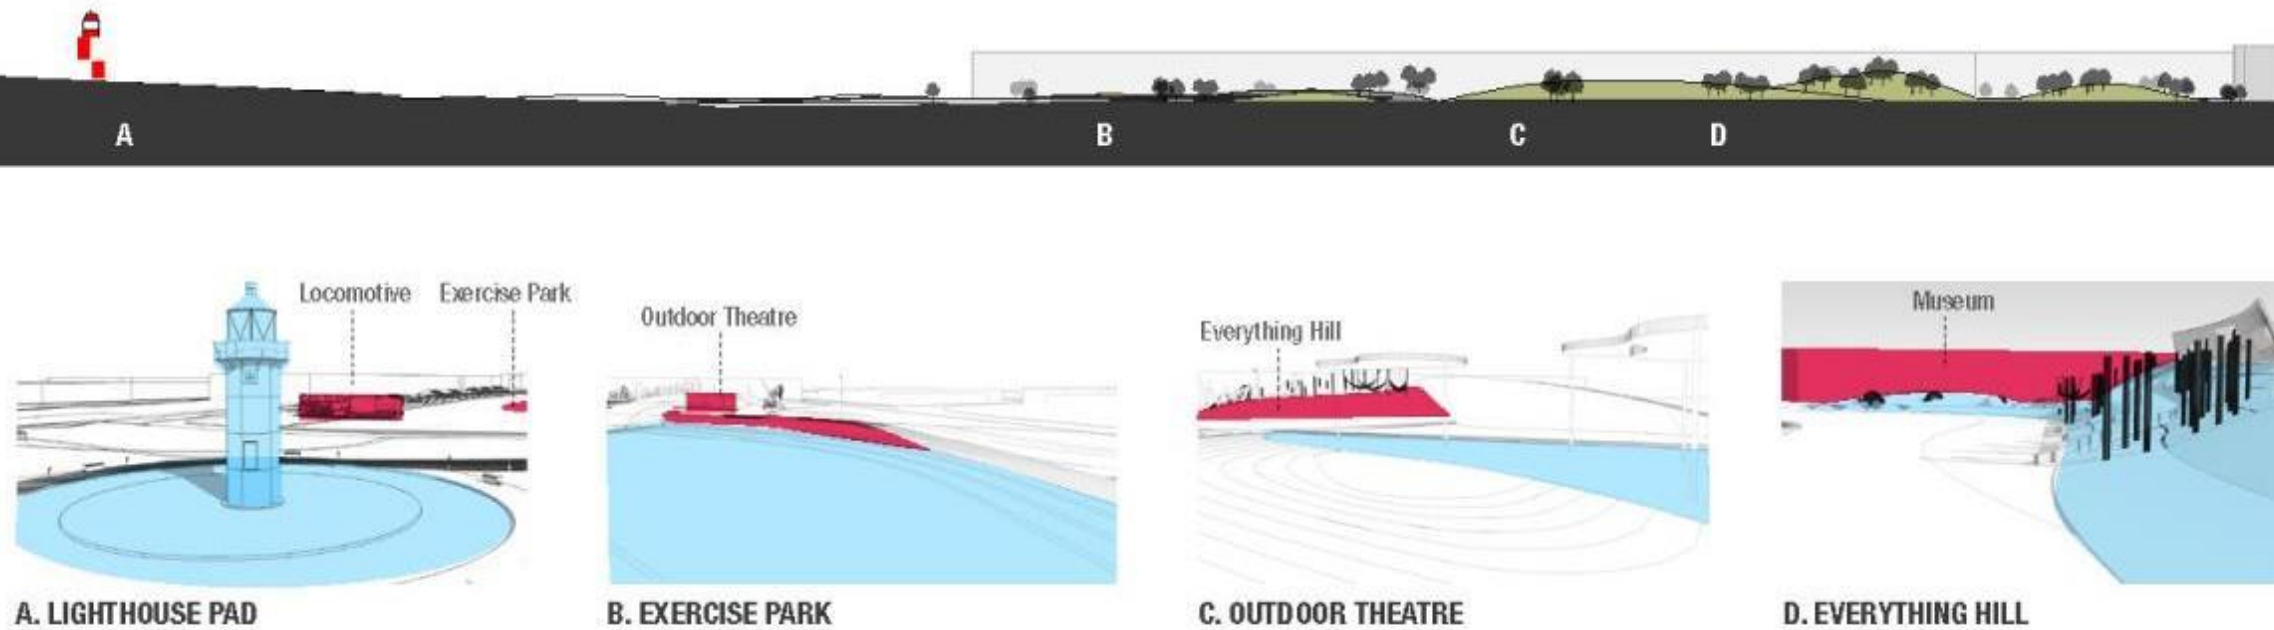 A
B
C
D
Locomotive
Exercise Park
Outdoor Theatre
Everything Hill
Museum
A. LIGHTHOUSE PAD
B. EXERCISE PARK
C. OUTDOOR THEATRE
D. EVERYTHING HILL